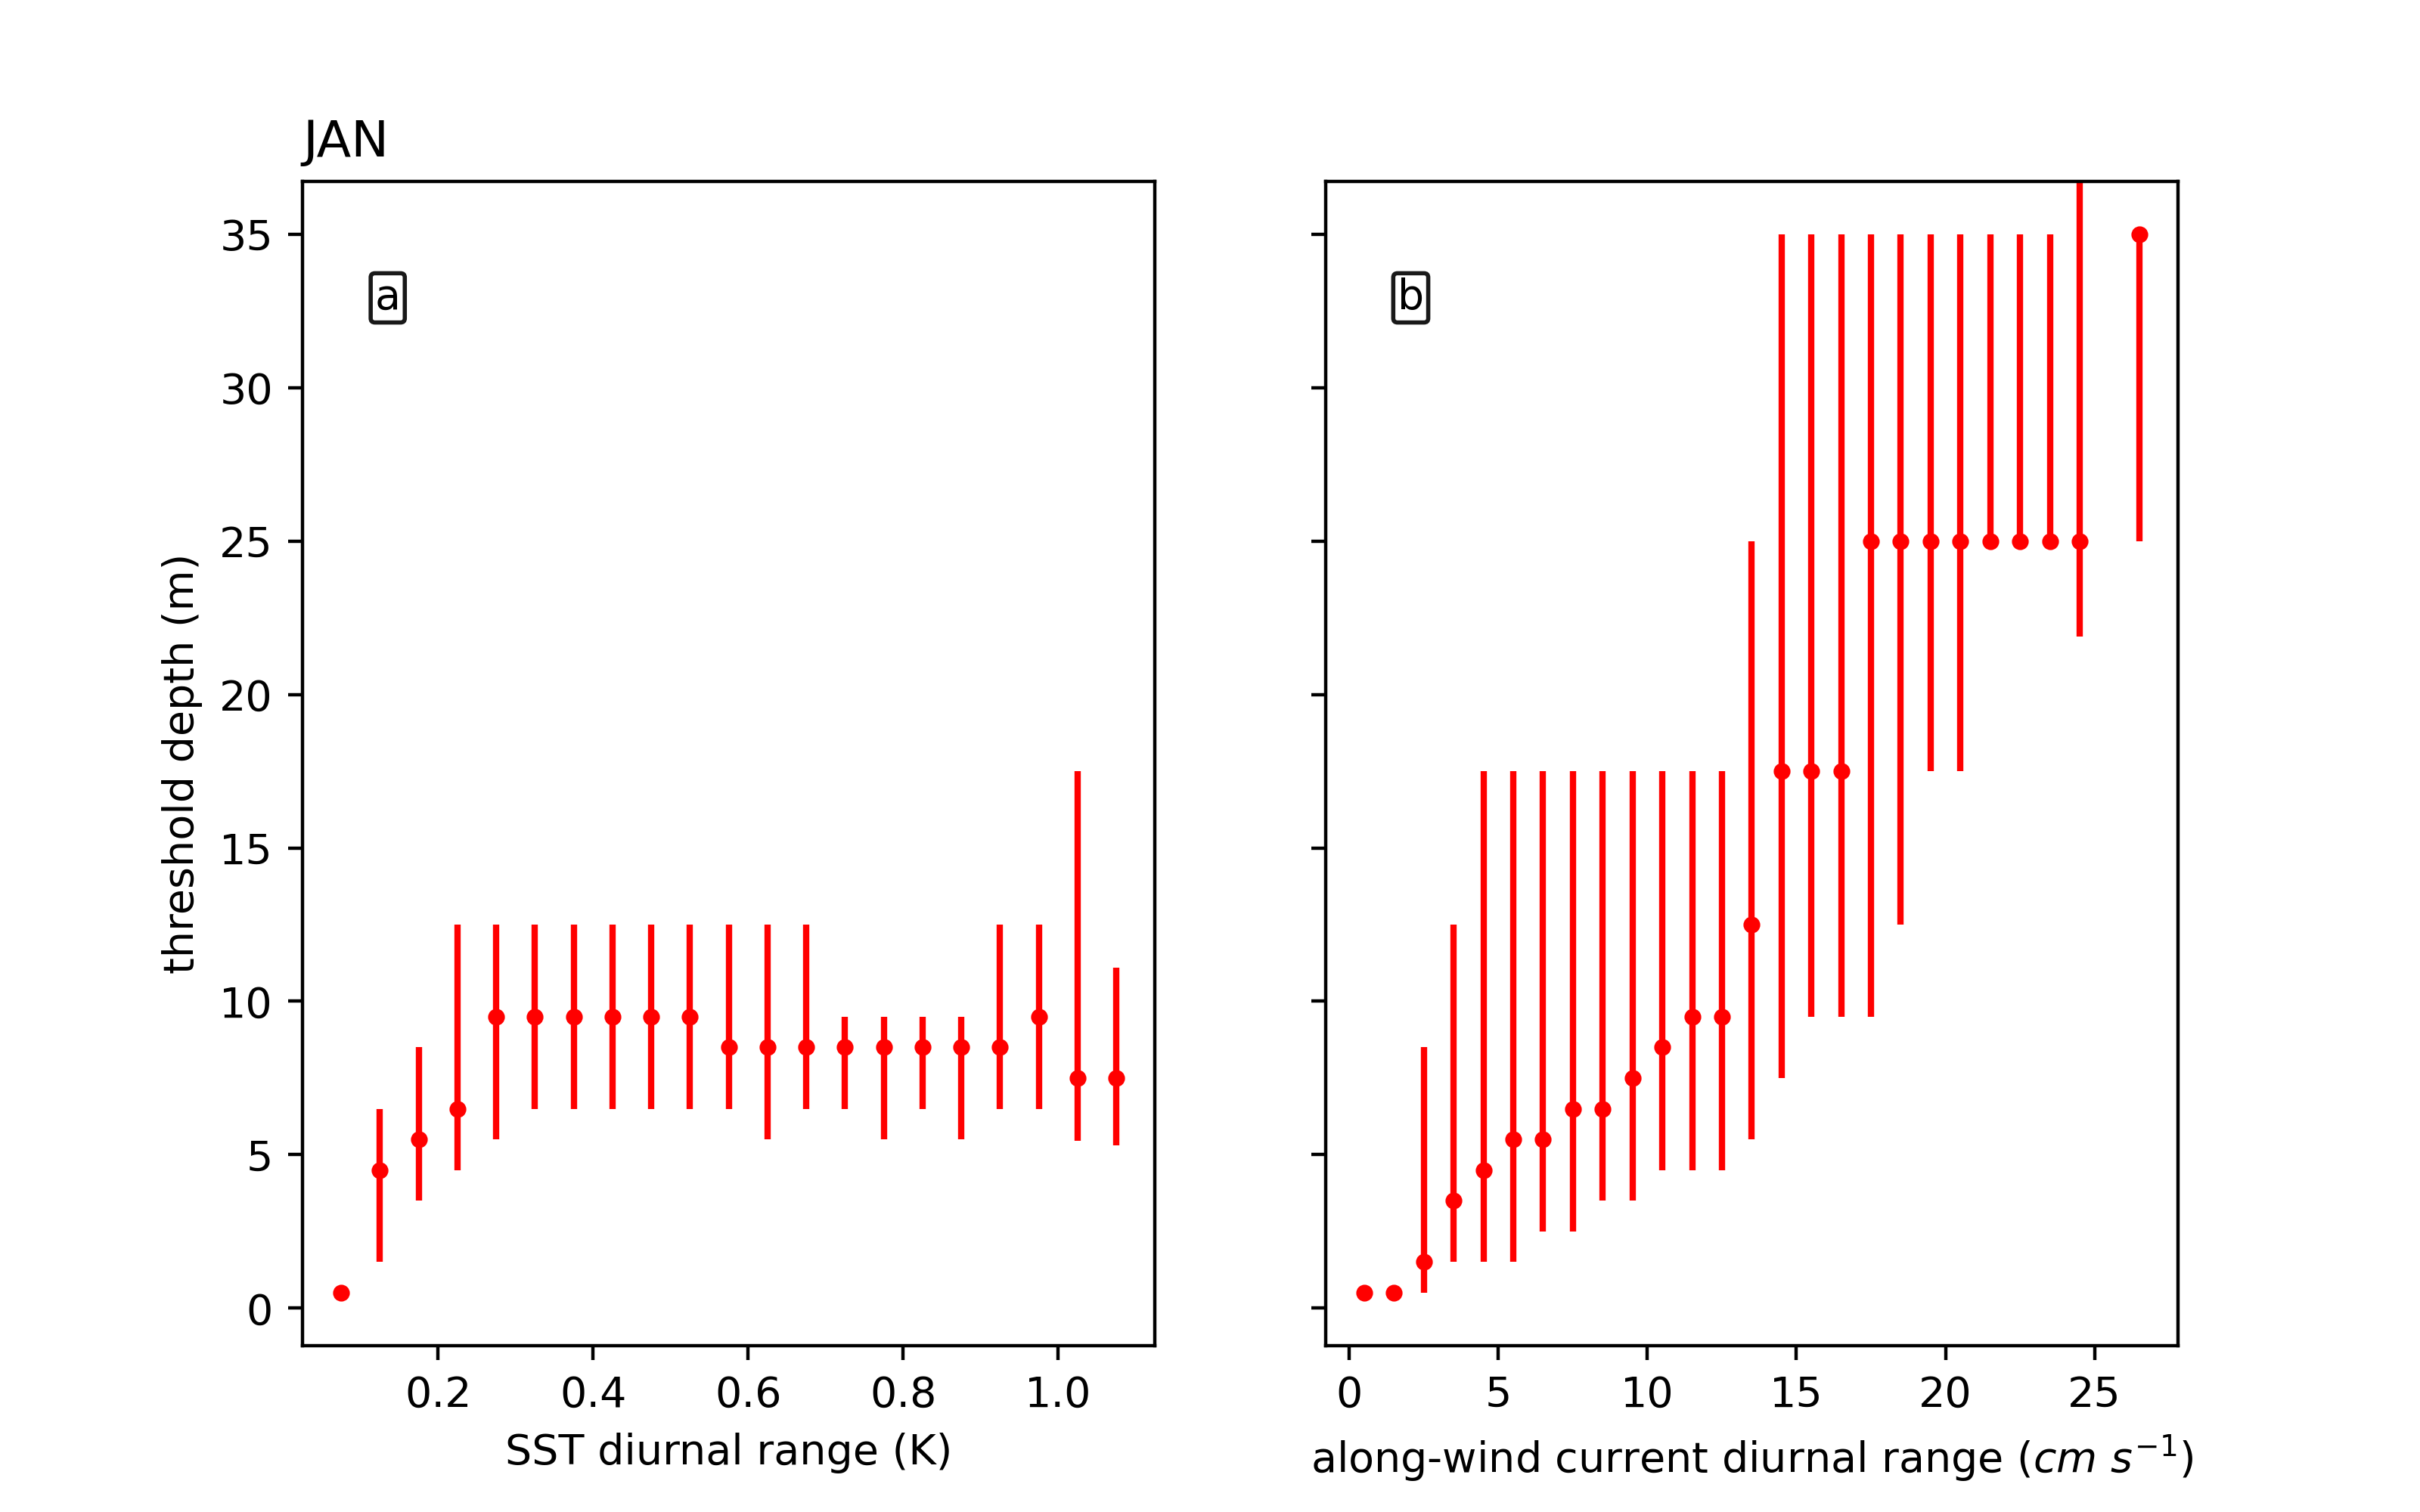 JAN
a
b
threshold depth (m)
35
30
25
20
15
10
5
0
0.2 0.4 0.6 0.8 1.0
SST diurnal range (K)
0 5 10 15 20 25
along-wind current diurnal range (cm s⁻¹)